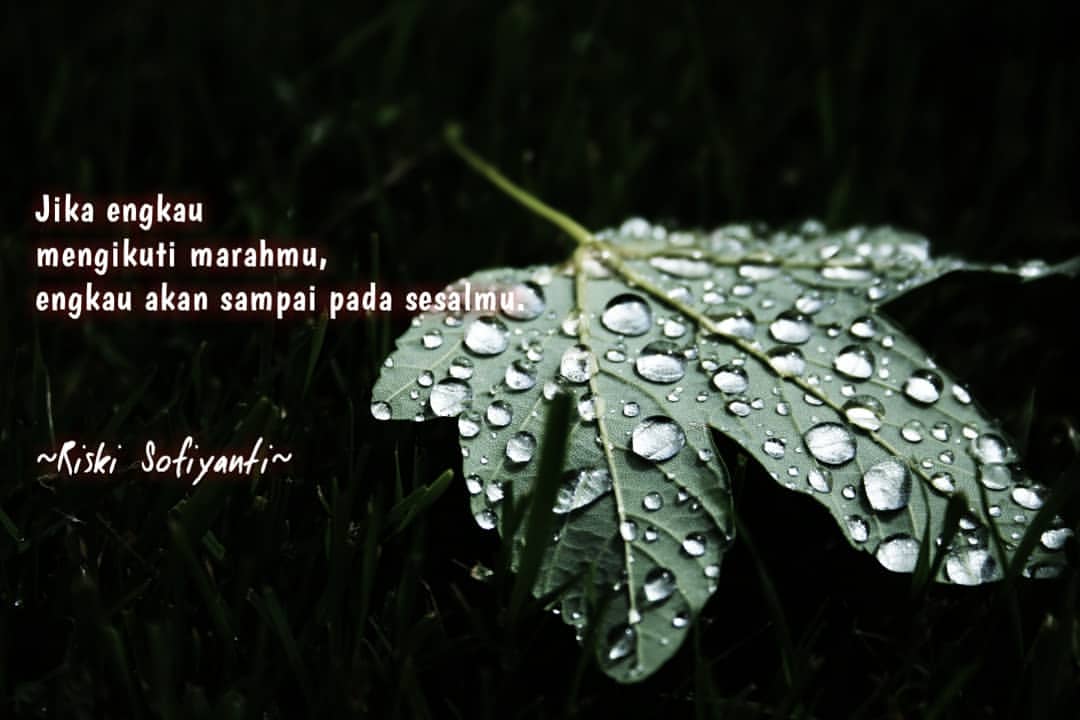 Jika engkau
mengikuti marahmu,
engkau akan sampai pada sesalmu.
~Riski Sofiyanti~